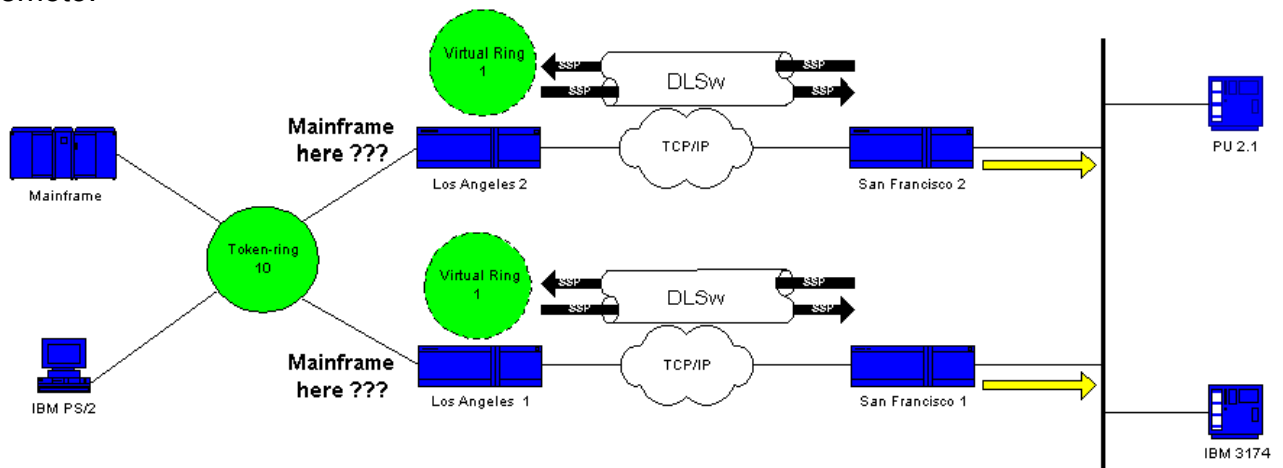 Virtual Ring
1
SSP
SSP
DLSw
SSP
SSP
Mainframe
here ???
TCP/IP
Mainframe
Los Angeles 2
San Francisco 2
PU 2.1
Token-ring
10
Virtual Ring
1
SSP
SSP
DLSw
SSP
SSP
Mainframe
here ???
TCP/IP
IBM PS/2
Los Angeles 1
San Francisco 1
IBM 3174